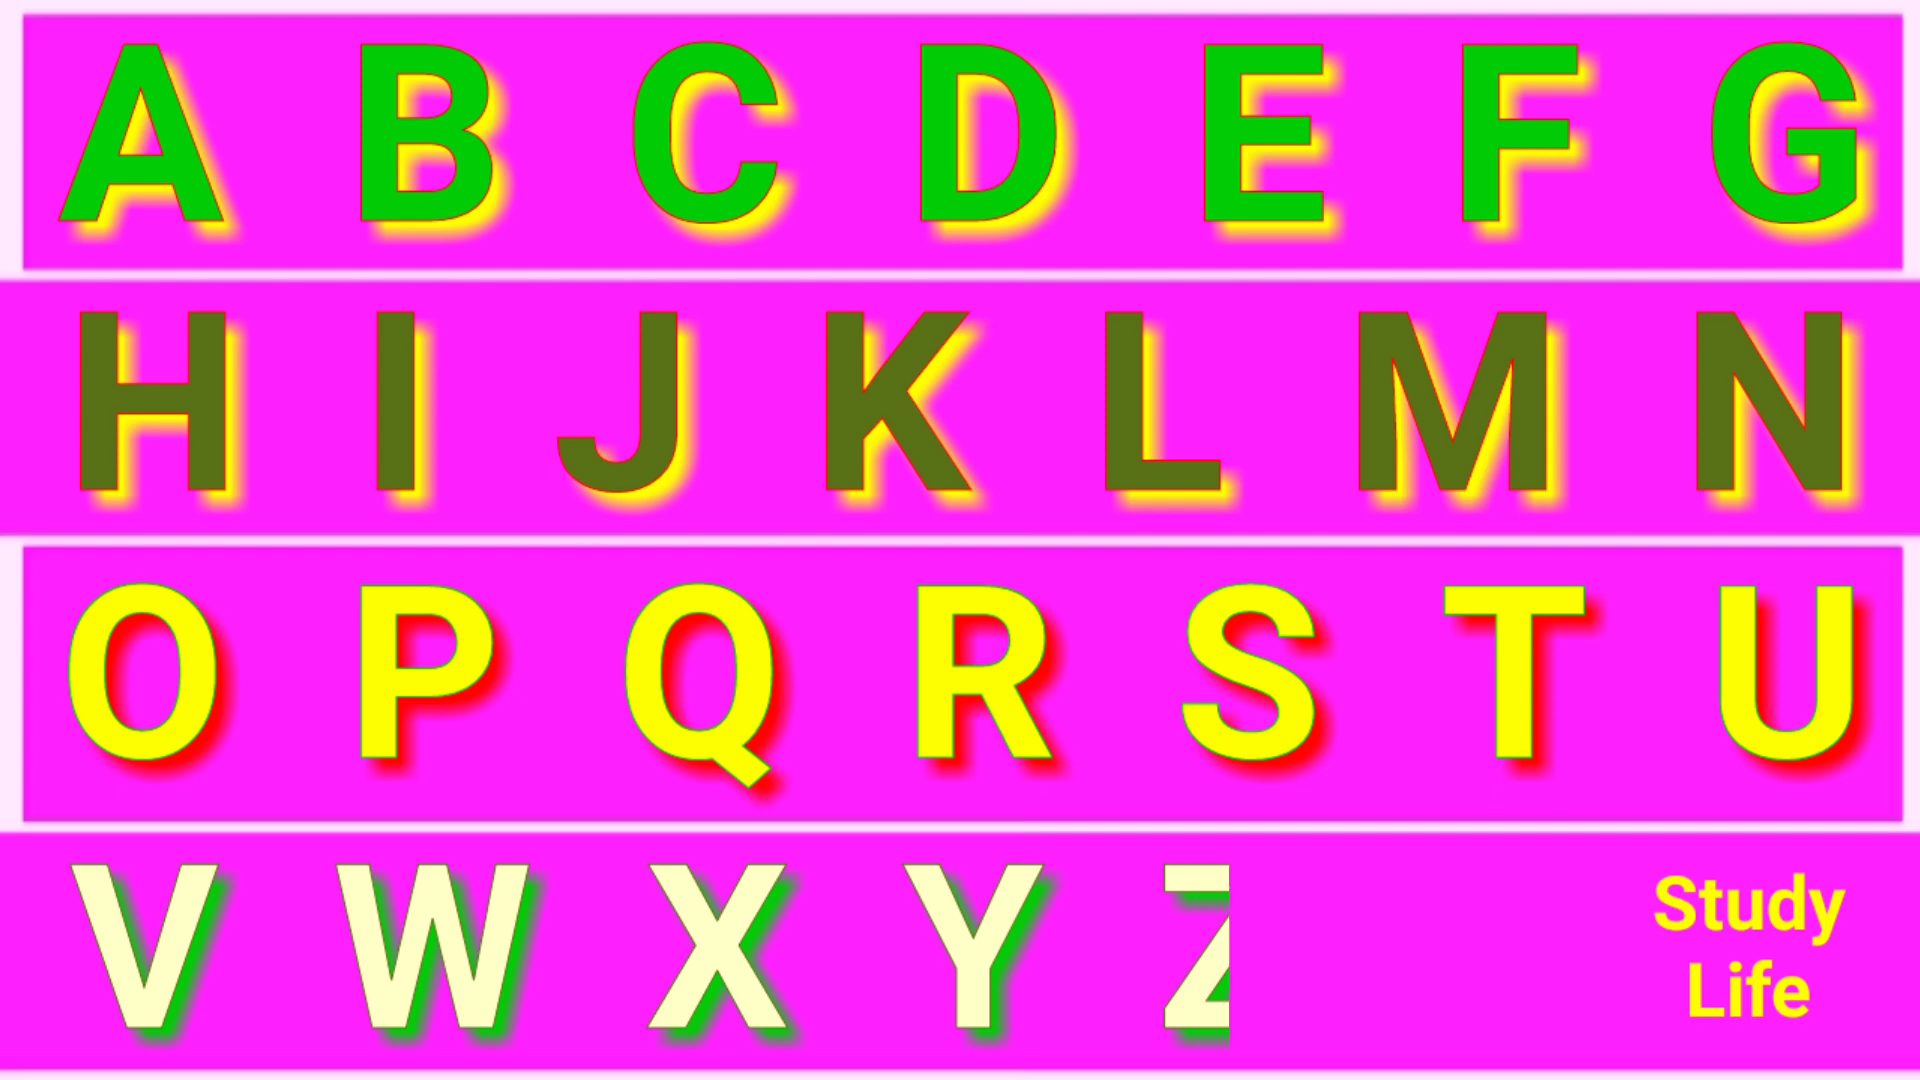 A B C D E F G
H I J K L M N
O P Q R S T U
V W X Y Z
Study
Life